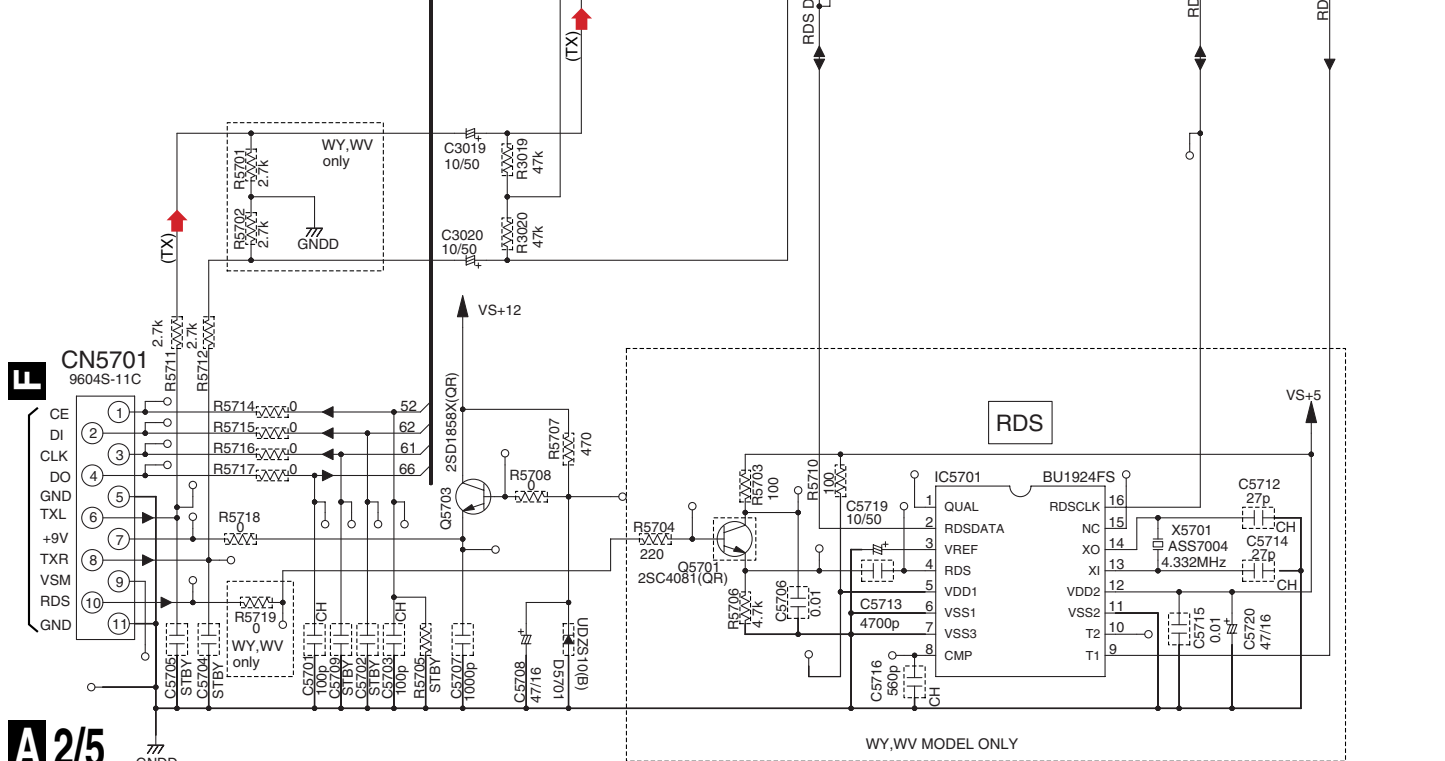 RDS D
RD
RD
(TX)
WY,WV
only
R5701
2.7k
R5702
2.7k
GNDD
C3019
10/50
R3019
47k
C3020
10/50
R3020
47k
(TX)
VS+12
2.7k
R5711
2.7k
R5712
F
CN5701
9604S-11C
CE
1
R5714
0
52
DI
2
R5715
0
62
CLK
3
R5716
0
61
DO
4
R5717
0
66
GND
5
TXL
6
+9V
7
R5718
0
TXR
8
VSM
9
RDS
10
R5719
0
GND
11
WY,WV
only
2SD1858X(QR)
Q5703
R5707
470
R5708
0
C5705
STBY
C5704
STBY
C5701
100p
CH
C5709
STBY
C5702
STBY
C5703
100p
CH
R5705
STBY
C5707
1000p
C5708
47/16
D5701
UDZS10(B)
RDS
VS+5
R5704
220
Q5701
2SC4081(QR)
R5703
100
R5710
100
C5719
10/50
R5706
4.7k
C5706
0.01
C5713
4700p
C5716
560p
CH
IC5701
BU1924FS
1
QUAL
RDSCLK
16
2
RDSDATA
NC
15
3
VREF
XO
14
4
RDS
XI
13
5
VDD1
VDD2
12
6
VSS1
VSS2
11
7
VSS3
T2
10
8
CMP
T1
9
X5701
ASS7004
4.332MHz
C5712
27p
CH
C5714
27p
CH
C5715
0.01
C5720
47/16
WY,WV MODEL ONLY
A 2/5
GNDD